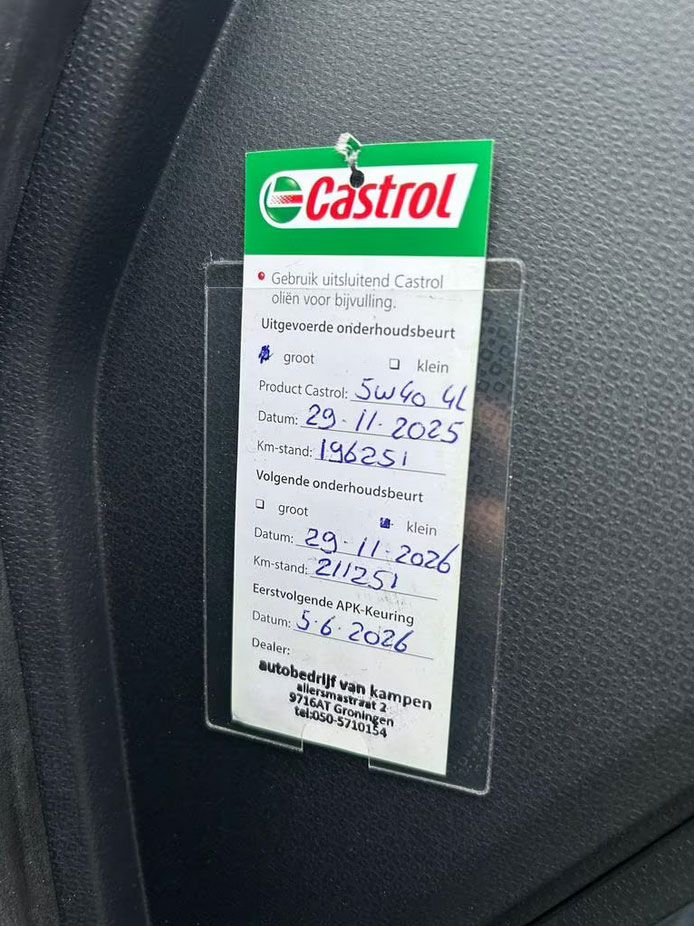 Castrol
Gebruik uitsluitend Castrol
oliën voor bijvulling.
Uitgevoerde onderhoudsbeurt
groot klein
Product Castrol: 5W40 4L
Datum: 29-11-2025
Km-stand: 196251
Volgende onderhoudsbeurt
groot klein
Datum: 29-11-2026
Km-stand: 211251
Eerstvolgende APK-Keuring
Datum: 5-6-2026
Dealer:
autobedrijf van kampen
allersmastraat 2
9716AT Groningen
tel:050-5710154